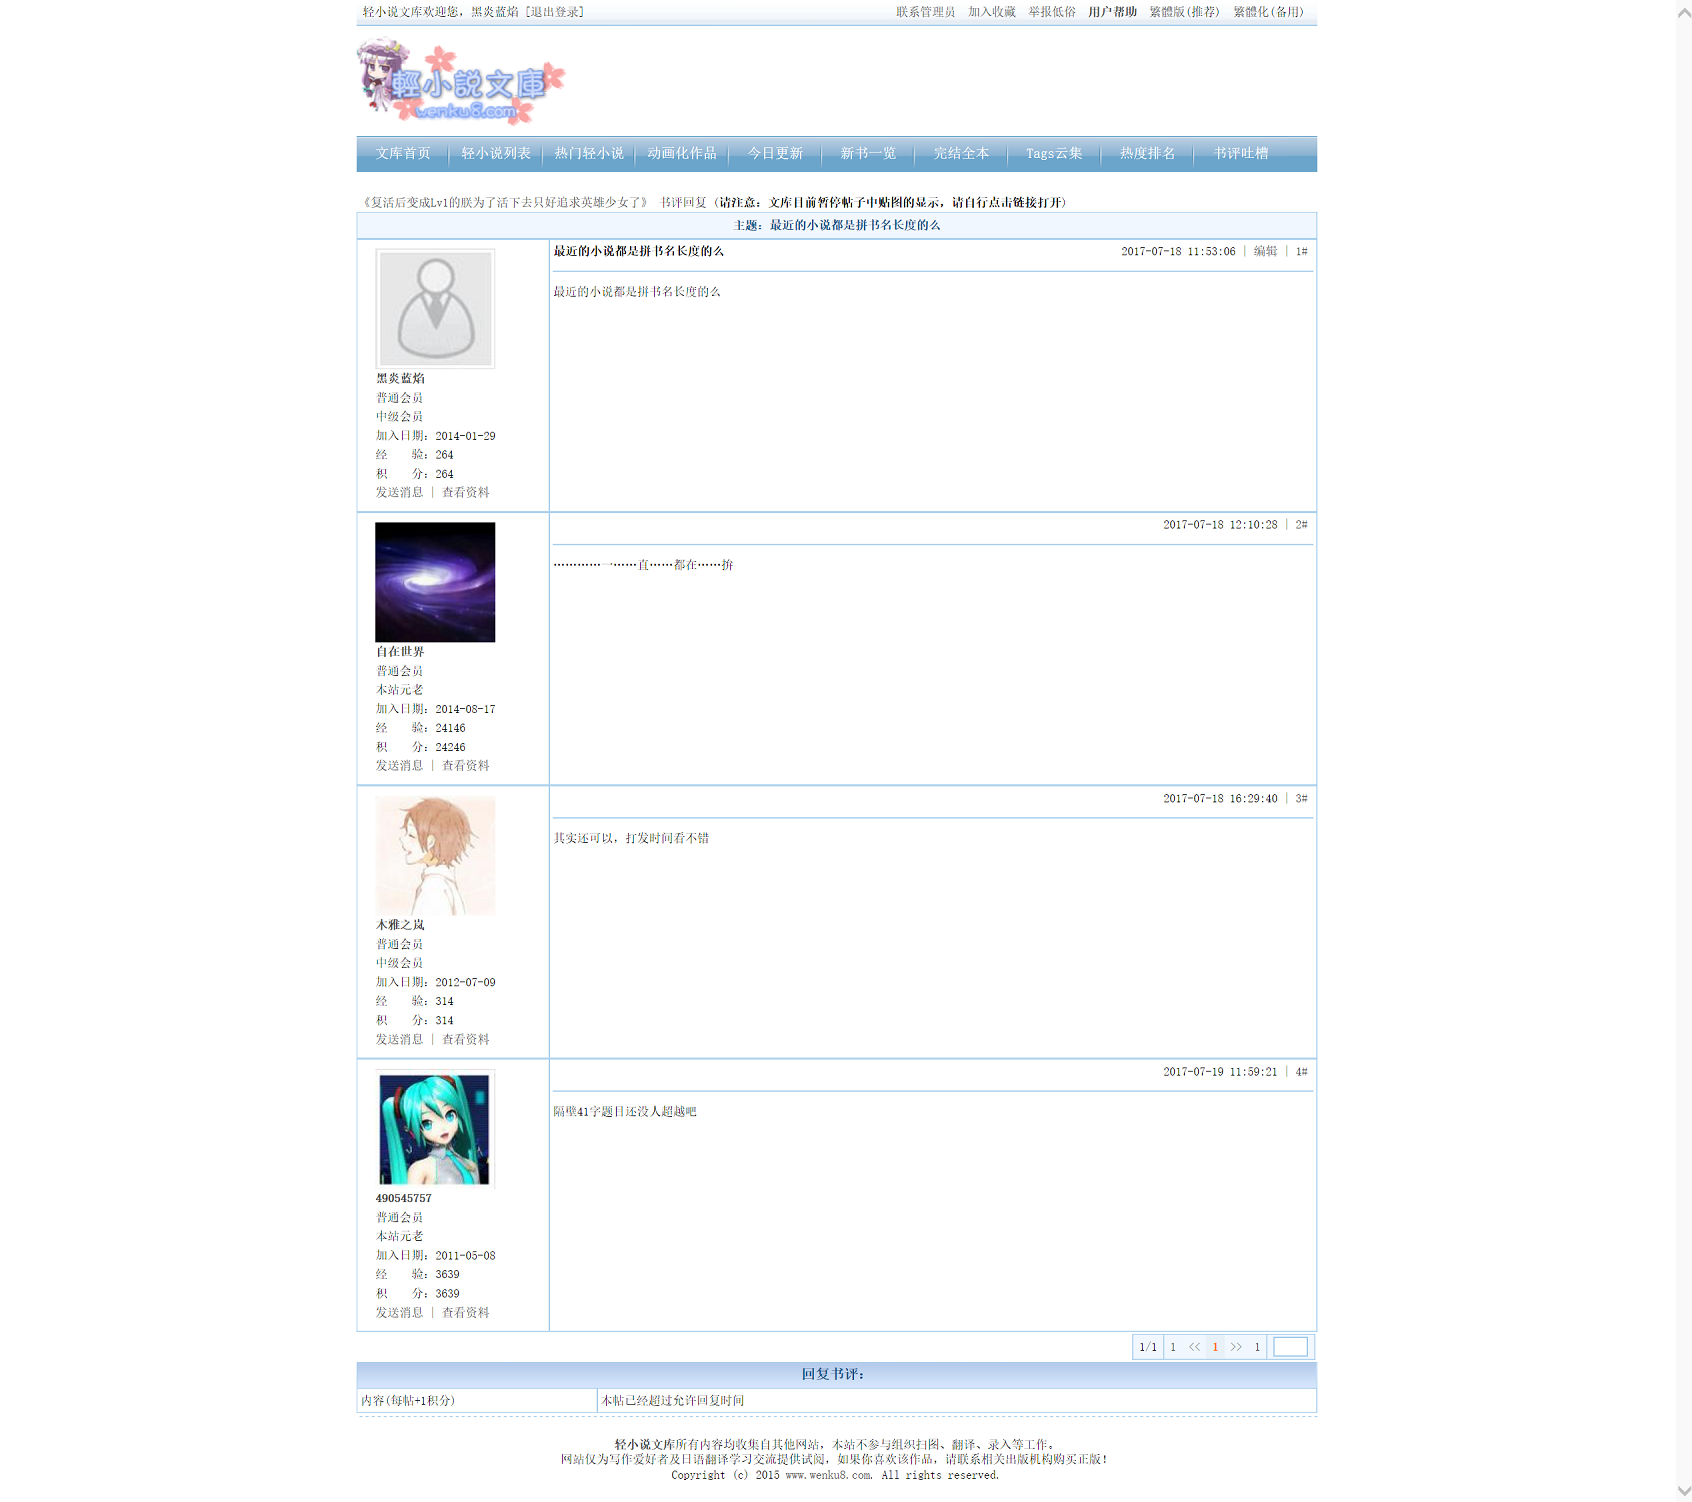 轻小说文库欢迎您，黑炎蓝焰 [退出登录]
联系管理员 加入收藏 举报低俗 用户帮助 繁體版(推荐) 繁體化(备用)
輕小説文庫
wenku8.com
文库首页 轻小说列表 热门轻小说 动画化作品 今日更新 新书一览 完结全本 Tags云集 热度排名 书评吐槽
《复活后变成Lv1的朕为了活下去只好追求英雄少女了》 书评回复 (请注意：文库目前暂停帖子中贴图的显示，请自行点击链接打开)
主题：最近的小说都是拼书名长度的么
最近的小说都是拼书名长度的么
2017-07-18 11:53:06 | 编辑 | 1#
最近的小说都是拼书名长度的么
黑炎蓝焰
普通会员
中级会员
加入日期：2014-01-29
经　　验：264
积　　分：264
发送消息 | 查看资料
2017-07-18 12:10:28 | 2#
…………一……直……都在……拚
自在世界
普通会员
本站元老
加入日期：2014-08-17
经　　验：24146
积　　分：24246
发送消息 | 查看资料
2017-07-18 16:29:40 | 3#
其实还可以，打发时间看不错
木雅之岚
普通会员
中级会员
加入日期：2012-07-09
经　　验：314
积　　分：314
发送消息 | 查看资料
2017-07-19 11:59:21 | 4#
隔壁41字题目还没人超越吧
490545757
普通会员
本站元老
加入日期：2011-05-08
经　　验：3639
积　　分：3639
发送消息 | 查看资料
1/1 1 << 1 >> 1
回复书评：
内容(每帖+1积分) 本帖已经超过允许回复时间
轻小说文库所有内容均收集自其他网站，本站不参与组织扫图、翻译、录入等工作。
网站仅为写作爱好者及日语翻译学习交流提供试阅，如果你喜欢该作品，请联系相关出版机构购买正版！
Copyright (c) 2015 www.wenku8.com. All rights reserved.